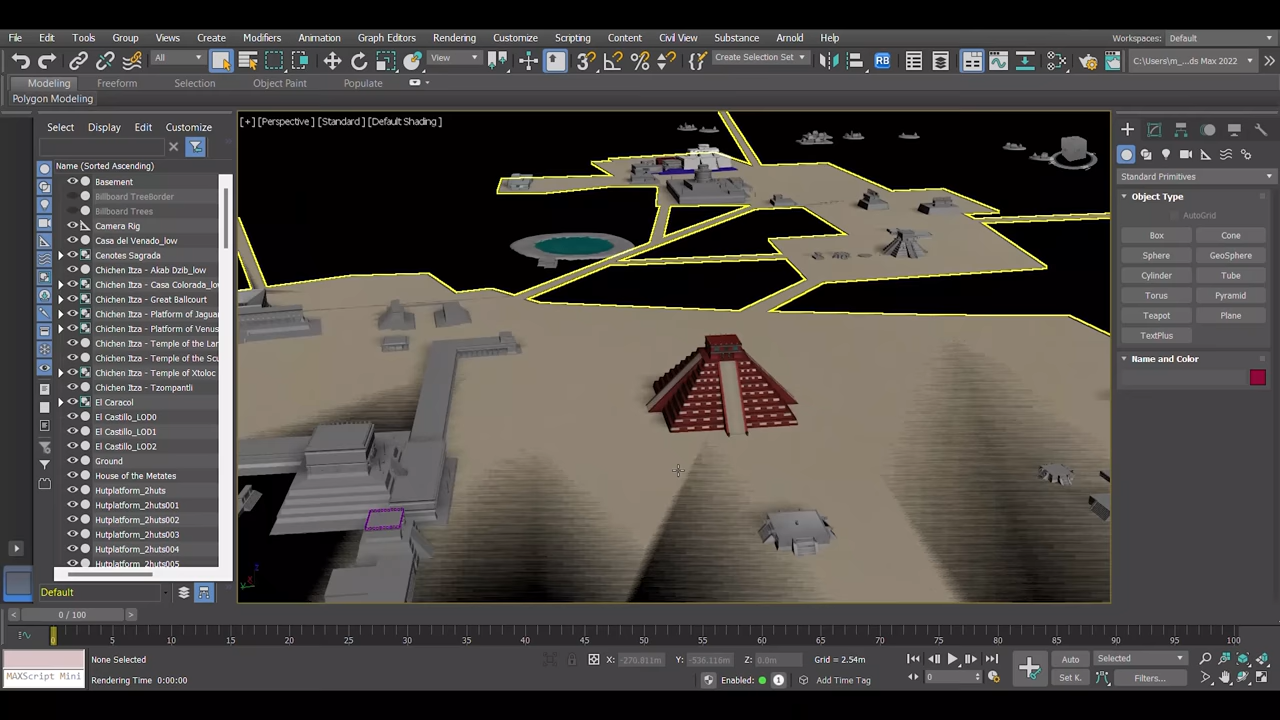 File Edit Tools Group Views Create Modifiers Animation Graph Editors Rendering Customize Scripting Content Civil View Substance Arnold Help Workspaces: Default
All View Create Selection Set RB C:\Users\m_...ds Max 2022
Modeling Freeform Selection Object Paint Populate
Polygon Modeling
[+] [Perspective ] [Standard ] [Default Shading ]
Select Display Edit Customize
Name (Sorted Ascending)
Basement
Billboard TreeBorder
Billboard Trees
Camera Rig
Casa del Venado_low
Cenotes Sagrada
Chichen Itza - Akab Dzib_low
Chichen Itza - Casa Colorada_lo
Chichen Itza - Great Ballcourt
Chichen Itza - Platform of Jagua
Chichen Itza - Platform of Venus
Chichen Itza - Temple of the Lar
Chichen Itza - Temple of the Sc
Chichen Itza - Temple of Xtoloc
Chichen Itza - Tzompantli
El Caracol
El Castillo_LOD0
El Castillo_LOD1
El Castillo_LOD2
Ground
House of the Metates
Hutplatform_2huts
Hutplatform_2huts001
Hutplatform_2huts002
Hutplatform_2huts003
Hutplatform_2huts004
Hutplatform_2huts005
Default
Standard Primitives
Object Type
AutoGrid
Box Cone
Sphere GeoSphere
Cylinder Tube
Torus Pyramid
Teapot Plane
TextPlus
Name and Color
< 0 / 100 >
0 5 10 15 20 25 30 35 40 45 50 55 60 65 70 75 80 85 90 95 100
None Selected X: -270.811m Y: -536.116m Z: 0.0m Grid = 2.54m Auto Selected
MAXScript Mini Rendering Time 0:00:00 Enabled: 1 Add Time Tag 0 Set K. Filters...